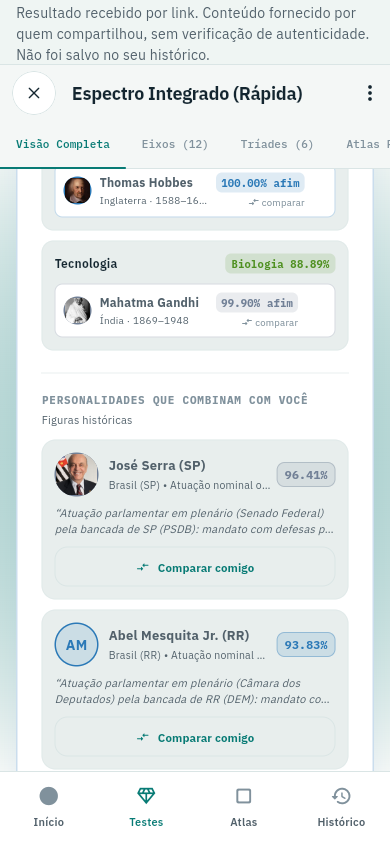 Resultado recebido por link. Conteúdo fornecido por
quem compartilhou, sem verificação de autenticidade.
Não foi salvo no seu histórico.
Espectro Integrado (Rápida)
Visão Completa
Eixos (12)
Tríades (6)
Atlas
Thomas Hobbes
100.00% afim
Inglaterra · 1588–16...
comparar
Tecnologia
Biologia 88.89%
Mahatma Gandhi
99.90% afim
Índia · 1869–1948
comparar
PERSONALIDADES QUE COMBINAM COM VOCÊ
Figuras históricas
José Serra (SP)
Brasil (SP) • Atuação nominal o...
96.41%
"Atuação parlamentar em plenário (Senado Federal)
pela bancada de SP (PSDB): mandato com defesas p...
Comparar comigo
AM
Abel Mesquita Jr. (RR)
Brasil (RR) • Atuação nominal ...
93.83%
"Atuação parlamentar em plenário (Câmara dos
Deputados) pela bancada de RR (DEM): mandato co...
Comparar comigo
Início
Testes
Atlas
Histórico